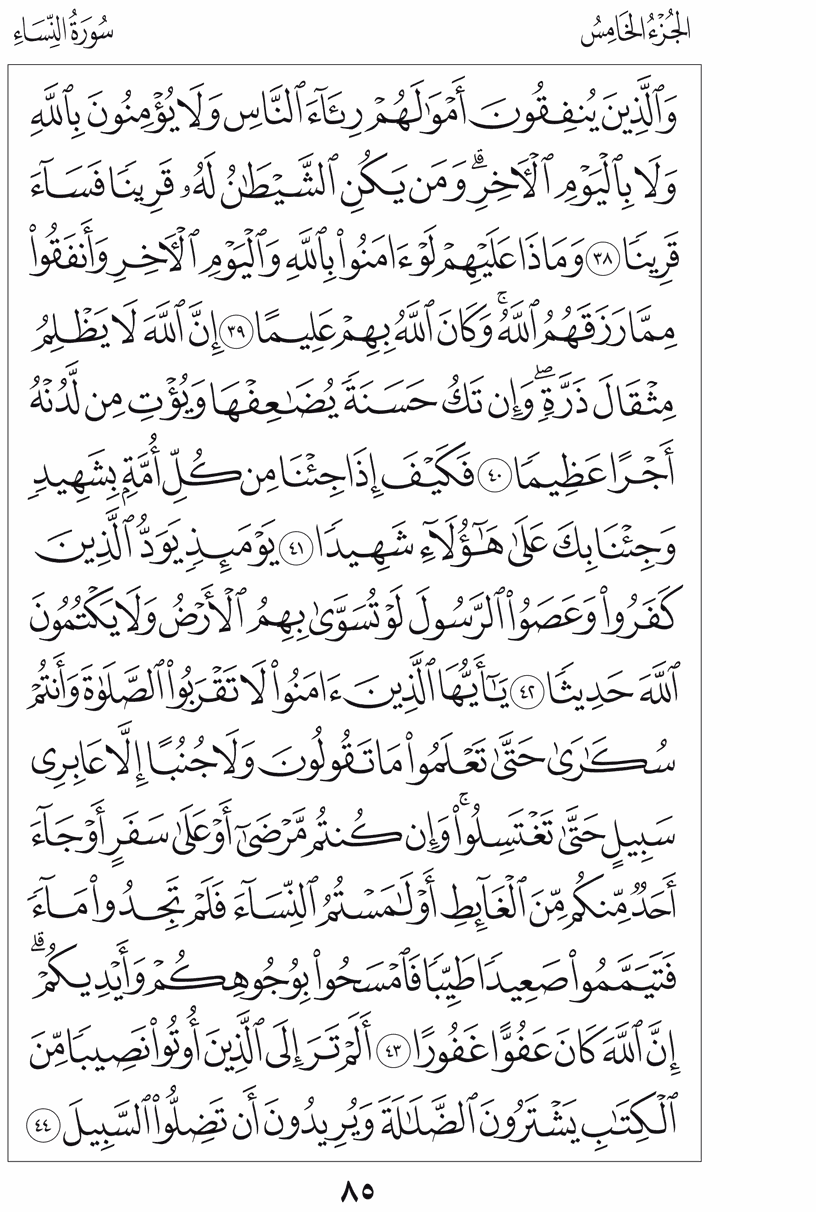 الجُزْءُ الخَامِسُ
سُورَةُ النِّسَاءِ
وَٱلَّذِينَ يُنفِقُونَ أَمْوَٰلَهُمْ رِئَآءَ ٱلنَّاسِ وَلَا يُؤْمِنُونَ بِٱللَّهِ
وَلَا بِٱلْيَوْمِ ٱلْأَخِرِۗ وَمَن يَكُنِ ٱلشَّيْطَٰنُ لَهُۥ قَرِينًا فَسَآءَ
قَرِينًا ٣٨ وَمَاذَا عَلَيْهِمْ لَوْ ءَامَنُوا۟ بِٱللَّهِ وَٱلْيَوْمِ ٱلْأَخِرِ وَأَنفَقُوا۟
مِمَّا رَزَقَهُمُ ٱللَّهُۚ وَكَانَ ٱللَّهُ بِهِمْ عَلِيمًا ٣٩ إِنَّ ٱللَّهَ لَا يَظْلِمُ
مِثْقَالَ ذَرَّةٍۖ وَإِن تَكُ حَسَنَةً يُضَٰعِفْهَا وَيُؤْتِ مِن لَّدُنْهُ
أَجْرًا عَظِيمًا ٤٠ فَكَيْفَ إِذَا جِئْنَا مِن كُلِّ أُمَّةٍۭ بِشَهِيدٍ
وَجِئْنَا بِكَ عَلَىٰ هَٰٓؤُلَآءِ شَهِيدًا ٤١ يَوْمَئِذٍ يَوَدُّ ٱلَّذِينَ
كَفَرُوا۟ وَعَصَوُا۟ ٱلرَّسُولَ لَوْ تُسَوَّىٰ بِهِمُ ٱلْأَرْضُ وَلَا يَكْتُمُونَ
ٱللَّهَ حَدِيثًا ٤٢ يَٰٓأَيُّهَا ٱلَّذِينَ ءَامَنُوا۟ لَا تَقْرَبُوا۟ ٱلصَّلَوٰةَ وَأَنتُمْ
سُكَٰرَىٰ حَتَّىٰ تَعْلَمُوا۟ مَا تَقُولُونَ وَلَا جُنُبًا إِلَّا عَابِرِى
سَبِيلٍ حَتَّىٰ تَغْتَسِلُوا۟ۚ وَإِن كُنتُم مَّرْضَىٰٓ أَوْ عَلَىٰ سَفَرٍ أَوْ جَآءَ
أَحَدٌ مِّنكُم مِّنَ ٱلْغَآئِطِ أَوْ لَٰمَسْتُمُ ٱلنِّسَآءَ فَلَمْ تَجِدُوا۟ مَآءً
فَتَيَمَّمُوا۟ صَعِيدًا طَيِّبًا فَٱمْسَحُوا۟ بِوُجُوهِكُمْ وَأَيْدِيكُمْۗ
إِنَّ ٱللَّهَ كَانَ عَفُوًّا غَفُورًا ٤٣ أَلَمْ تَرَ إِلَى ٱلَّذِينَ أُوتُوا۟ نَصِيبًا مِّنَ
ٱلْكِتَٰبِ يَشْتَرُونَ ٱلضَّلَٰلَةَ وَيُرِيدُونَ أَن تَضِلُّوا۟ ٱلسَّبِيلَ ٤٤
٨٥